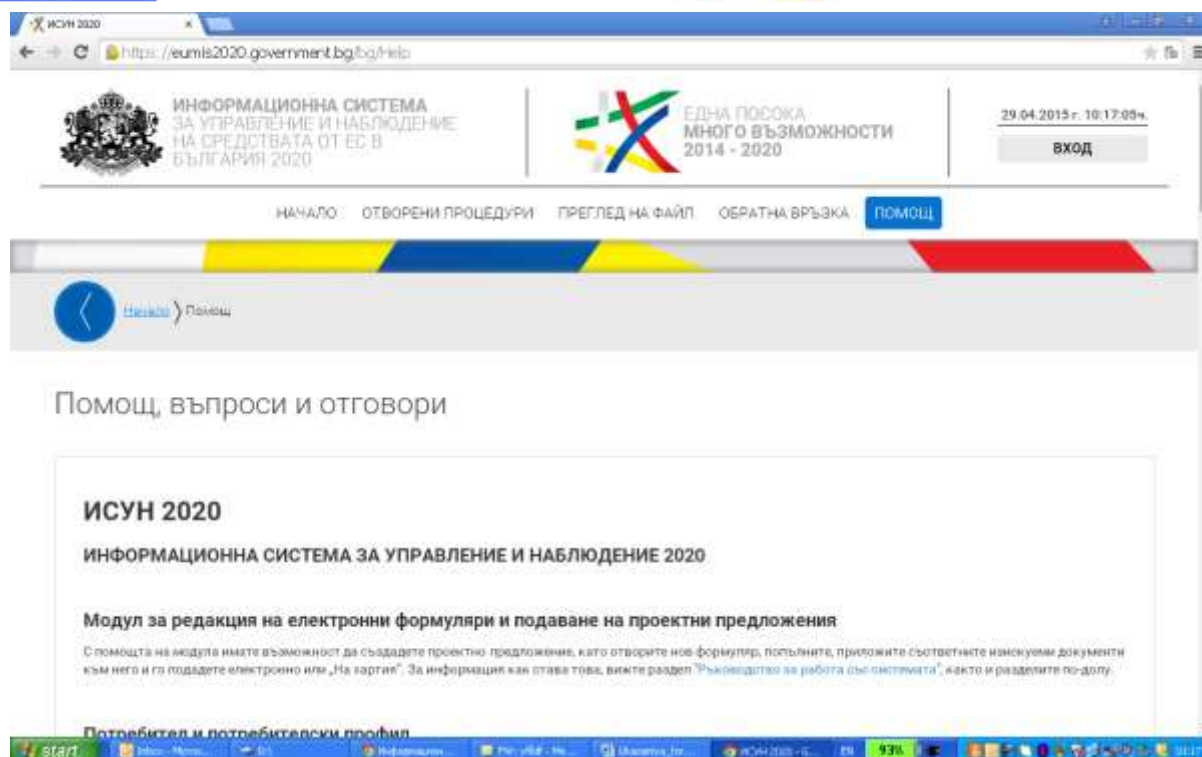 ИСУН 2020
https://eumis2020.government.bg/bg/Help
ИНФОРМАЦИОННА СИСТЕМА
ЗА УПРАВЛЕНИЕ И НАБЛЮДЕНИЕ
НА СРЕДСТВАТА ОТ ЕС В
БЪЛГАРИЯ 2020
ЕДНА ПОСОКА
МНОГО ВЪЗМОЖНОСТИ
2014 - 2020
29.04.2015 г. 10:17:05ч.
ВХОД
НАЧАЛО ОТВОРЕНИ ПРОЦЕДУРИ ПРЕГЛЕД НА ФАЙЛ ОБРАТНА ВРЪЗКА ПОМОЩ
Начало Помощ
Помощ, въпроси и отговори
ИСУН 2020
ИНФОРМАЦИОННА СИСТЕМА ЗА УПРАВЛЕНИЕ И НАБЛЮДЕНИЕ 2020
Модул за редакция на електронни формуляри и подаване на проектни предложения
С помощта на модула имате възможност да създадете проектно предложение, като отворите нов формуляр, попълните, приложите съответните изискуеми документи
към него и го подадете електронно или „На хартия“. За информация как става това, вижте раздел "Ръководство за работа със системата", както и разделите по-долу.
Потребител и потребителски профил
start Inbox EN 93%